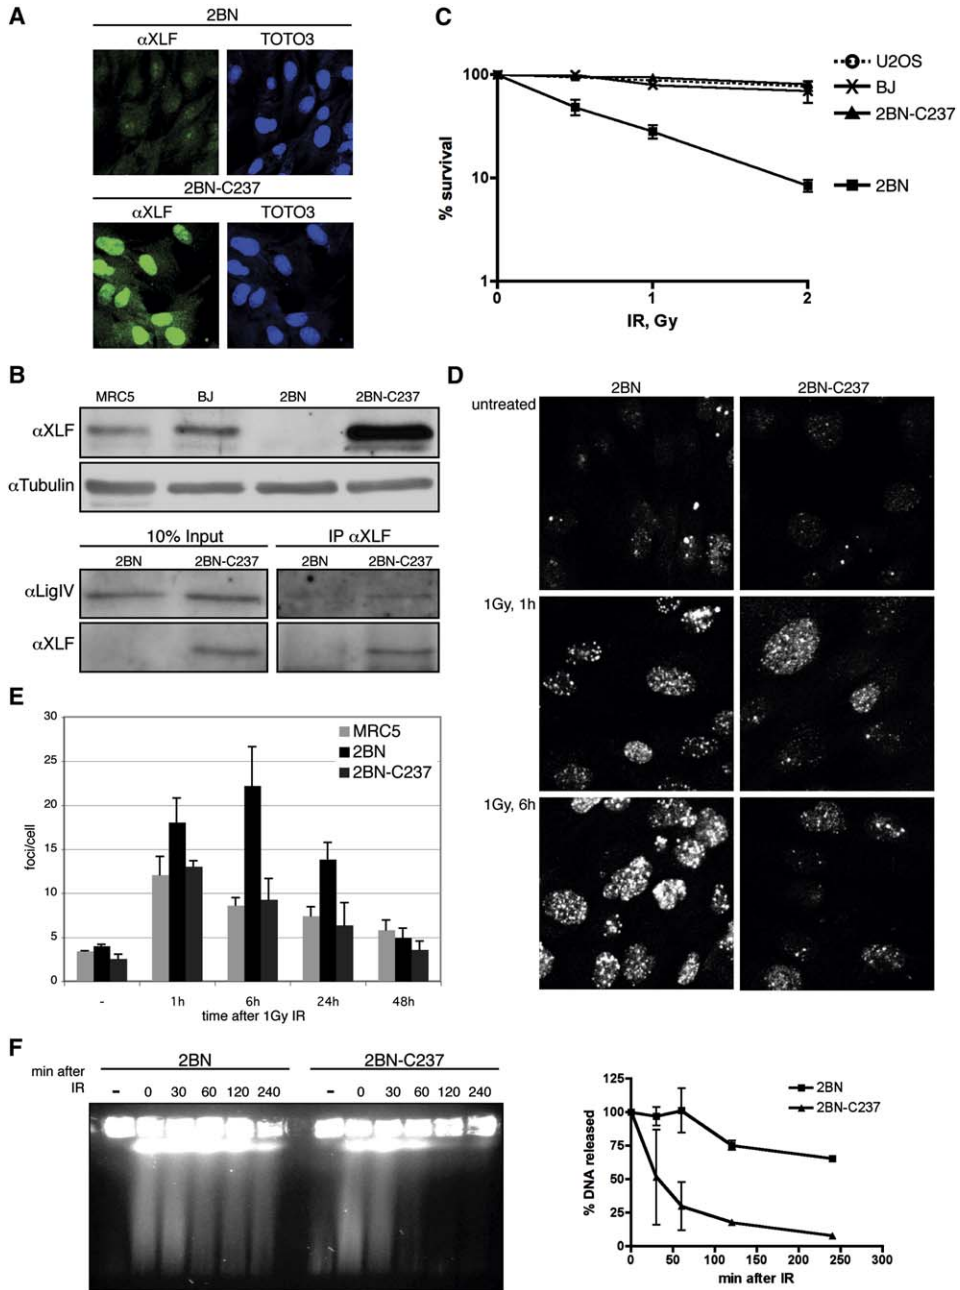 A
2BN
αXLF TOTO3
2BN-C237
αXLF TOTO3
B
MRC5 BJ 2BN 2BN-C237
αXLF
αTubulin
10% Input IP αXLF
2BN 2BN-C237 2BN 2BN-C237
αLigIV
αXLF
C
100
10
1
% survival
0 1 2
IR, Gy
U2OS
BJ
2BN-C237
2BN
D
2BN 2BN-C237
untreated
1Gy, 1h
1Gy, 6h
E
30
25
20
15
10
5
0
foci/cell
MRC5
2BN
2BN-C237
- 1h 6h 24h 48h
time after 1Gy IR
F
2BN 2BN-C237
min after
IR - 0 30 60 120 240 - 0 30 60 120 240
125
100
75
50
25
0
% DNA released
2BN
2BN-C237
0 50 100 150 200 250 300
min after IR